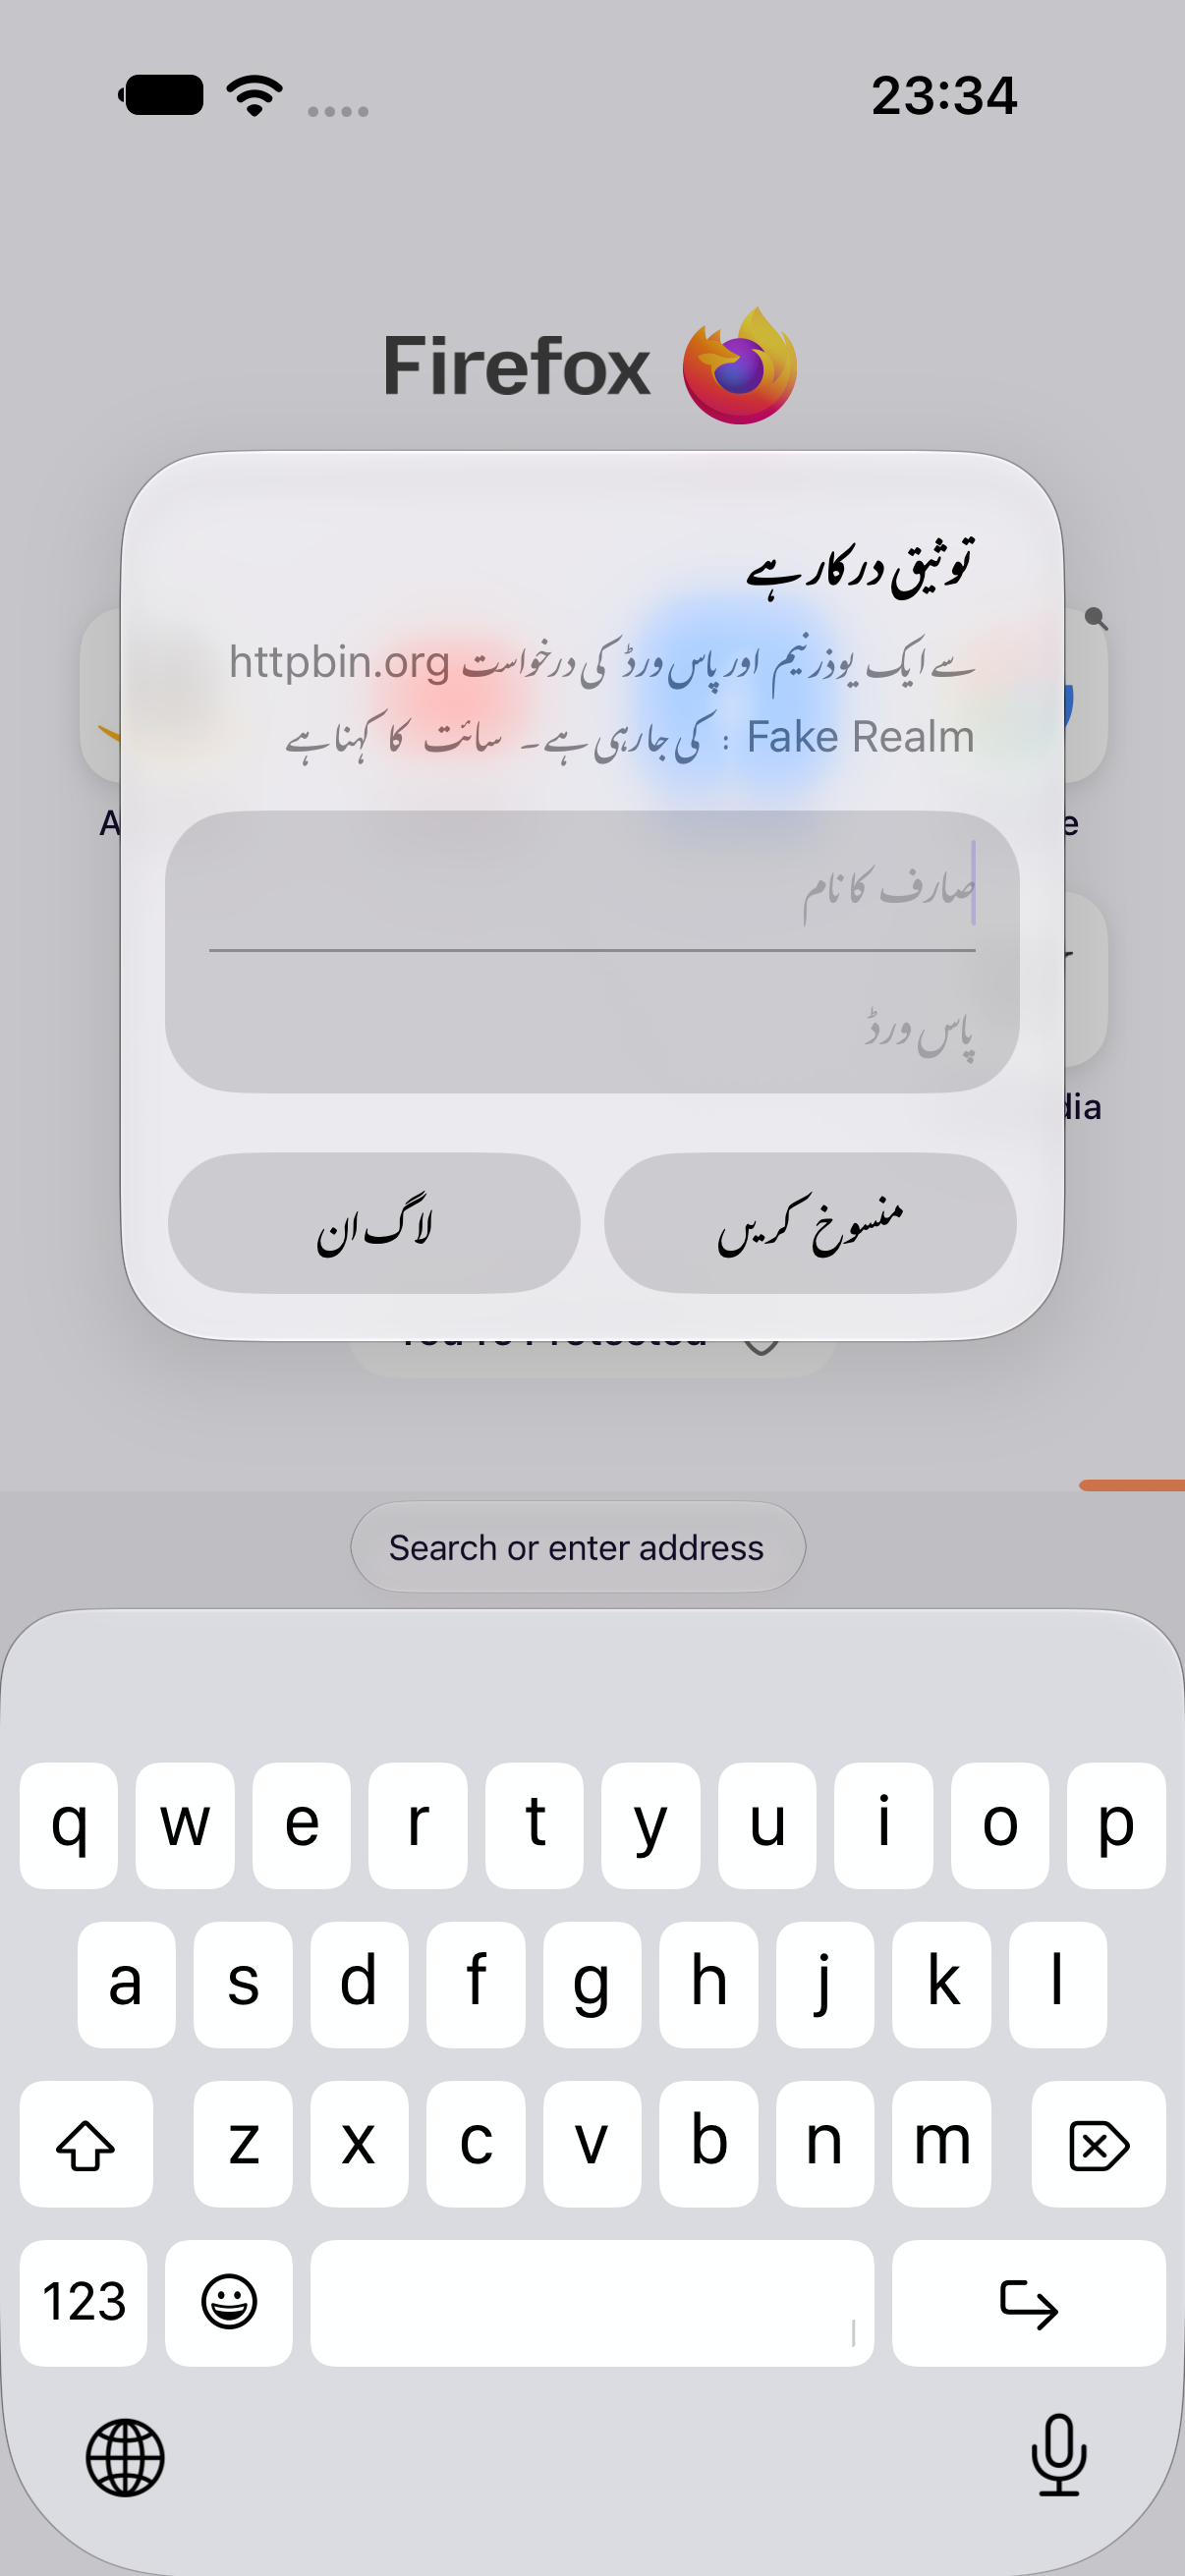 23:34
Firefox
توثیق درکار ہے
سے ایک یوذرنیم اور پاس ورڈ کی درخواست httpbin.org
Fake Realm : کی جارہی ہے۔ سائٹ کا کہنا ہے
صارف کا نام
پاس ورڈ
منسوخ کریں
لاگ ان
Search or enter address
q w e r t y u i o p
a s d f g h j k l
z x c v b n m
123